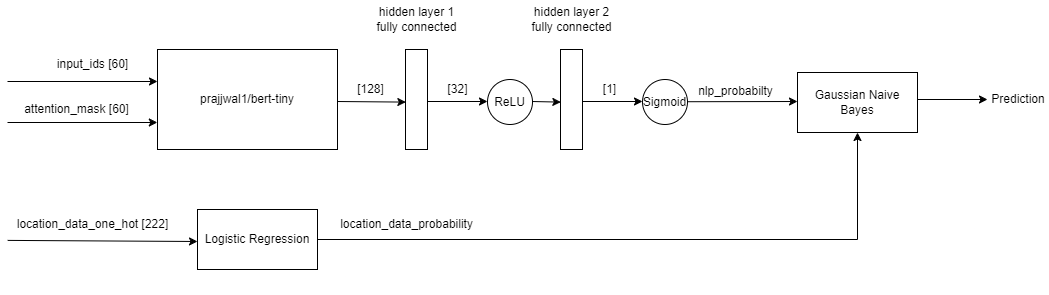 hidden layer 1
fully connected
hidden layer 2
fully connected
input_ids [60]
attention_mask [60]
prajjwal1/bert-tiny
[128]
[32]
ReLU
[1]
Sigmoid
nlp_probabilty
Gaussian Naive
Bayes
Prediction
location_data_one_hot [222]
Logistic Regression
location_data_probability